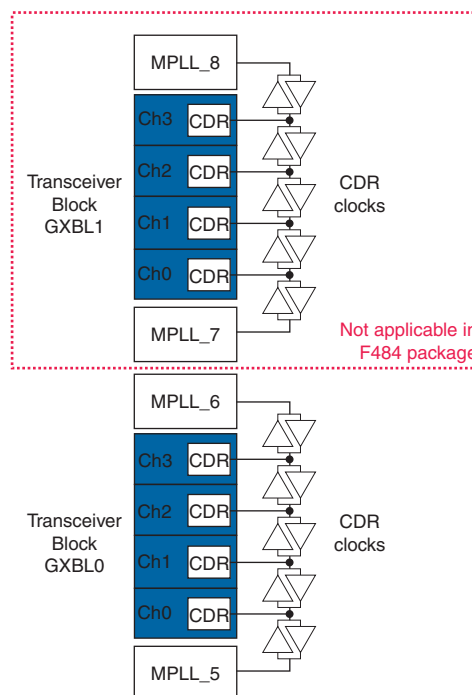 MPLL_8
Ch3 CDR
Ch2 CDR
Transceiver
Block
GXBL1
CDR
clocks
Ch1 CDR
Ch0 CDR
MPLL_7
Not applicable in
F484 package
MPLL_6
Ch3 CDR
Ch2 CDR
Transceiver
Block
GXBL0
CDR
clocks
Ch1 CDR
Ch0 CDR
MPLL_5